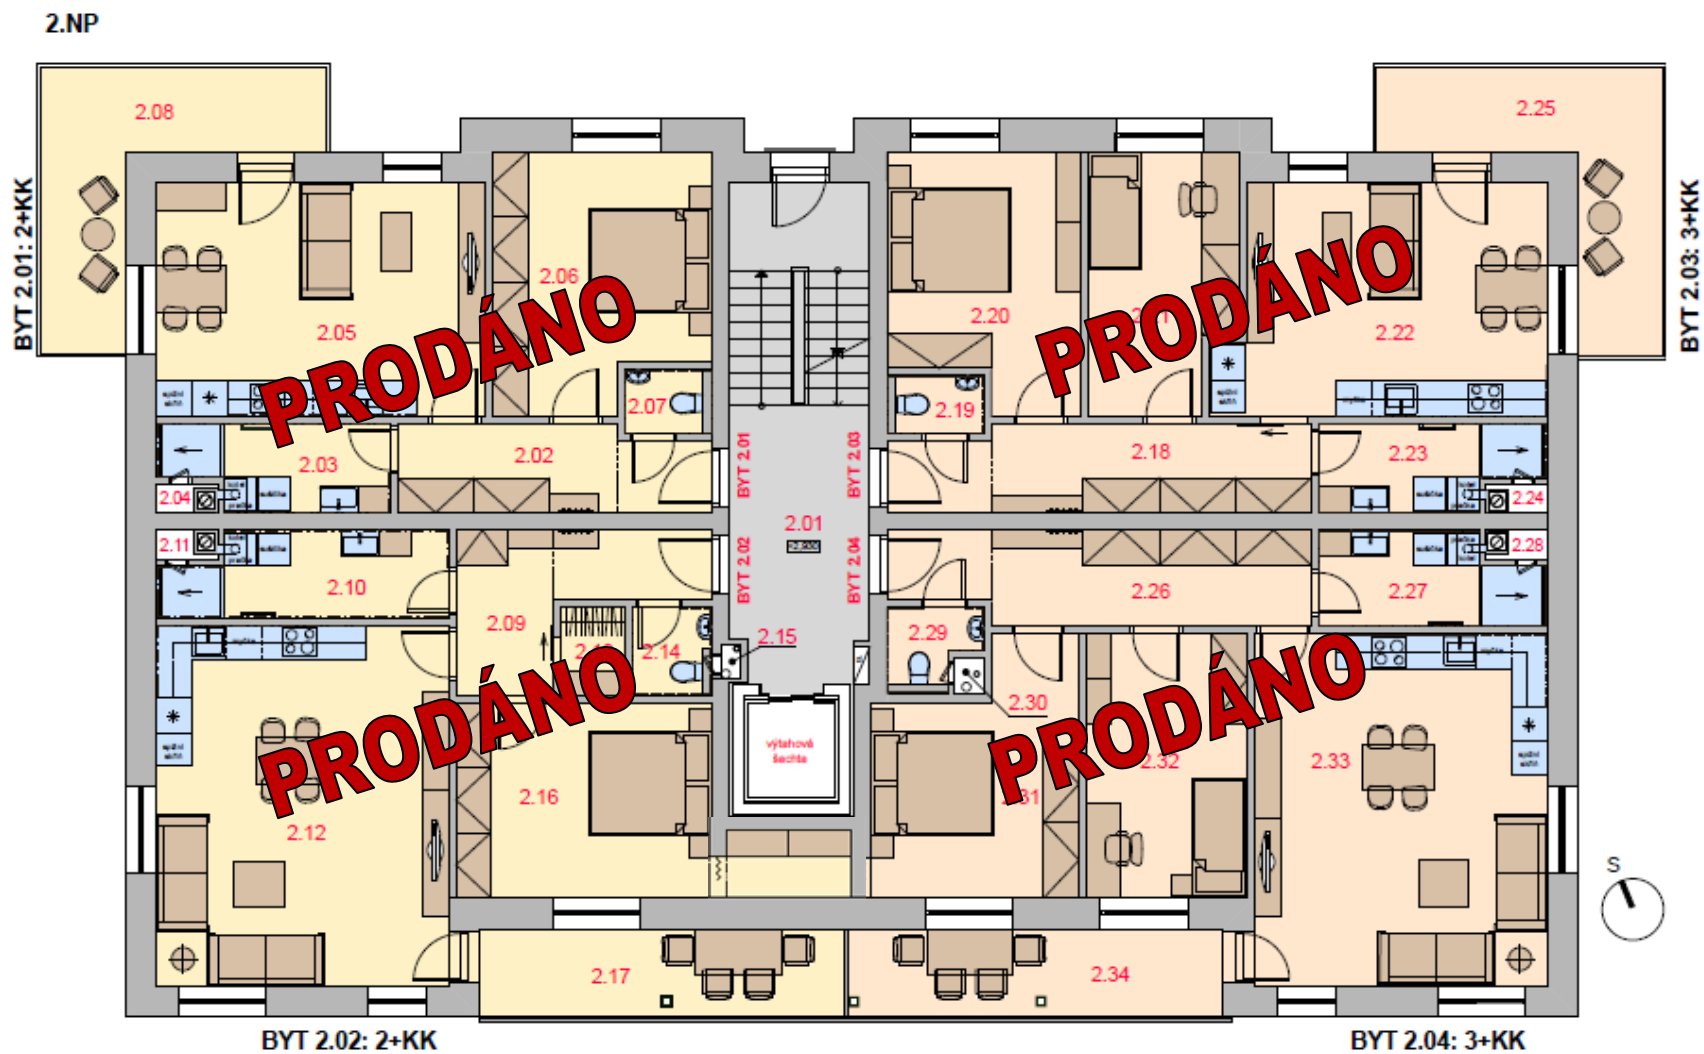 2.NP
2.08
2.25
BYT 2.01: 2+KK
BYT 2.03: 3+KK
2.06
2.05
2.20
2.22
PRODÁNO
PRODÁNO
2.07
2.19
2.03
2.02
BYT 2.01
BYT 2.03
2.18
2.23
2.04
2.24
2.01
2.11
2.28
BYT 2.02
BYT 2.04
2.10
2.09
2.26
2.27
2.14
2.15
2.29
2.30
PRODÁNO
PRODÁNO
výtahová
šachta
2.16
2.12
2.31
2.32
2.33
S
2.17
2.34
BYT 2.02: 2+KK
BYT 2.04: 3+KK